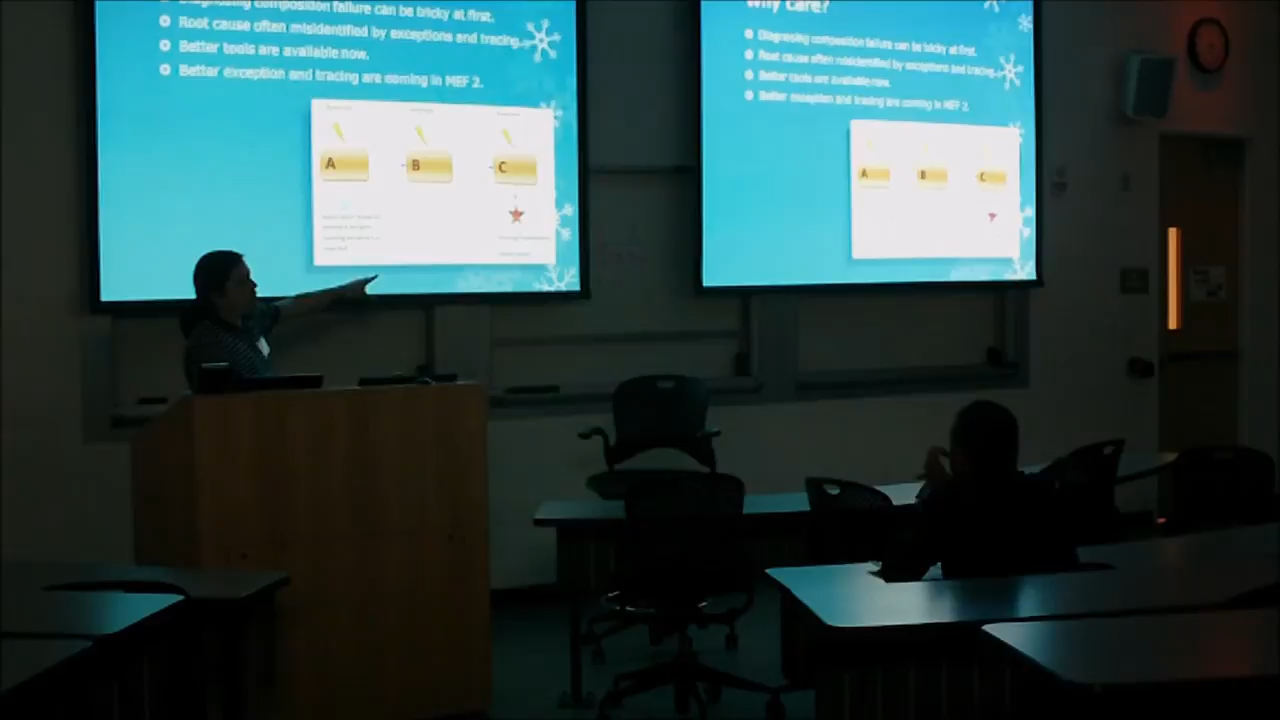 Diagnosing composition failure can be tricky at first.
Root cause often misidentified by exceptions and tracing.
Better tools are available now.
Better exception and tracing are coming in MEF 2.
A
B
C
Why care?
Diagnosing composition failure can be tricky at first.
Root cause often misidentified by exceptions and tracing.
Better tools are available now.
Better exception and tracing are coming in MEF 2.
A
B
C